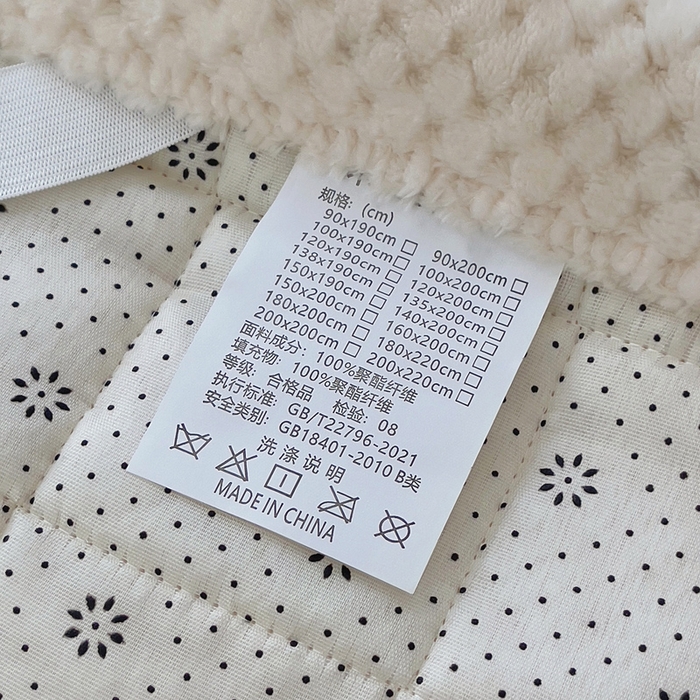 规格: (cm)
90x190cm □ 90x200cm □
100x190cm □ 100x200cm □
120x190cm □ 120x200cm □
138x190cm □ 135x200cm □
150x190cm □ 140x200cm □
150x200cm □ 160x200cm □
180x200cm □ 180x220cm □
200x200cm □ 200x220cm □
面料成分: 100%聚酯纤维
填充物: 100%聚酯纤维
等级: 合格品 检验: 08
执行标准: GB/T22796-2021
安全类别: GB18401-2010 B类
洗涤说明
MADE IN CHINA